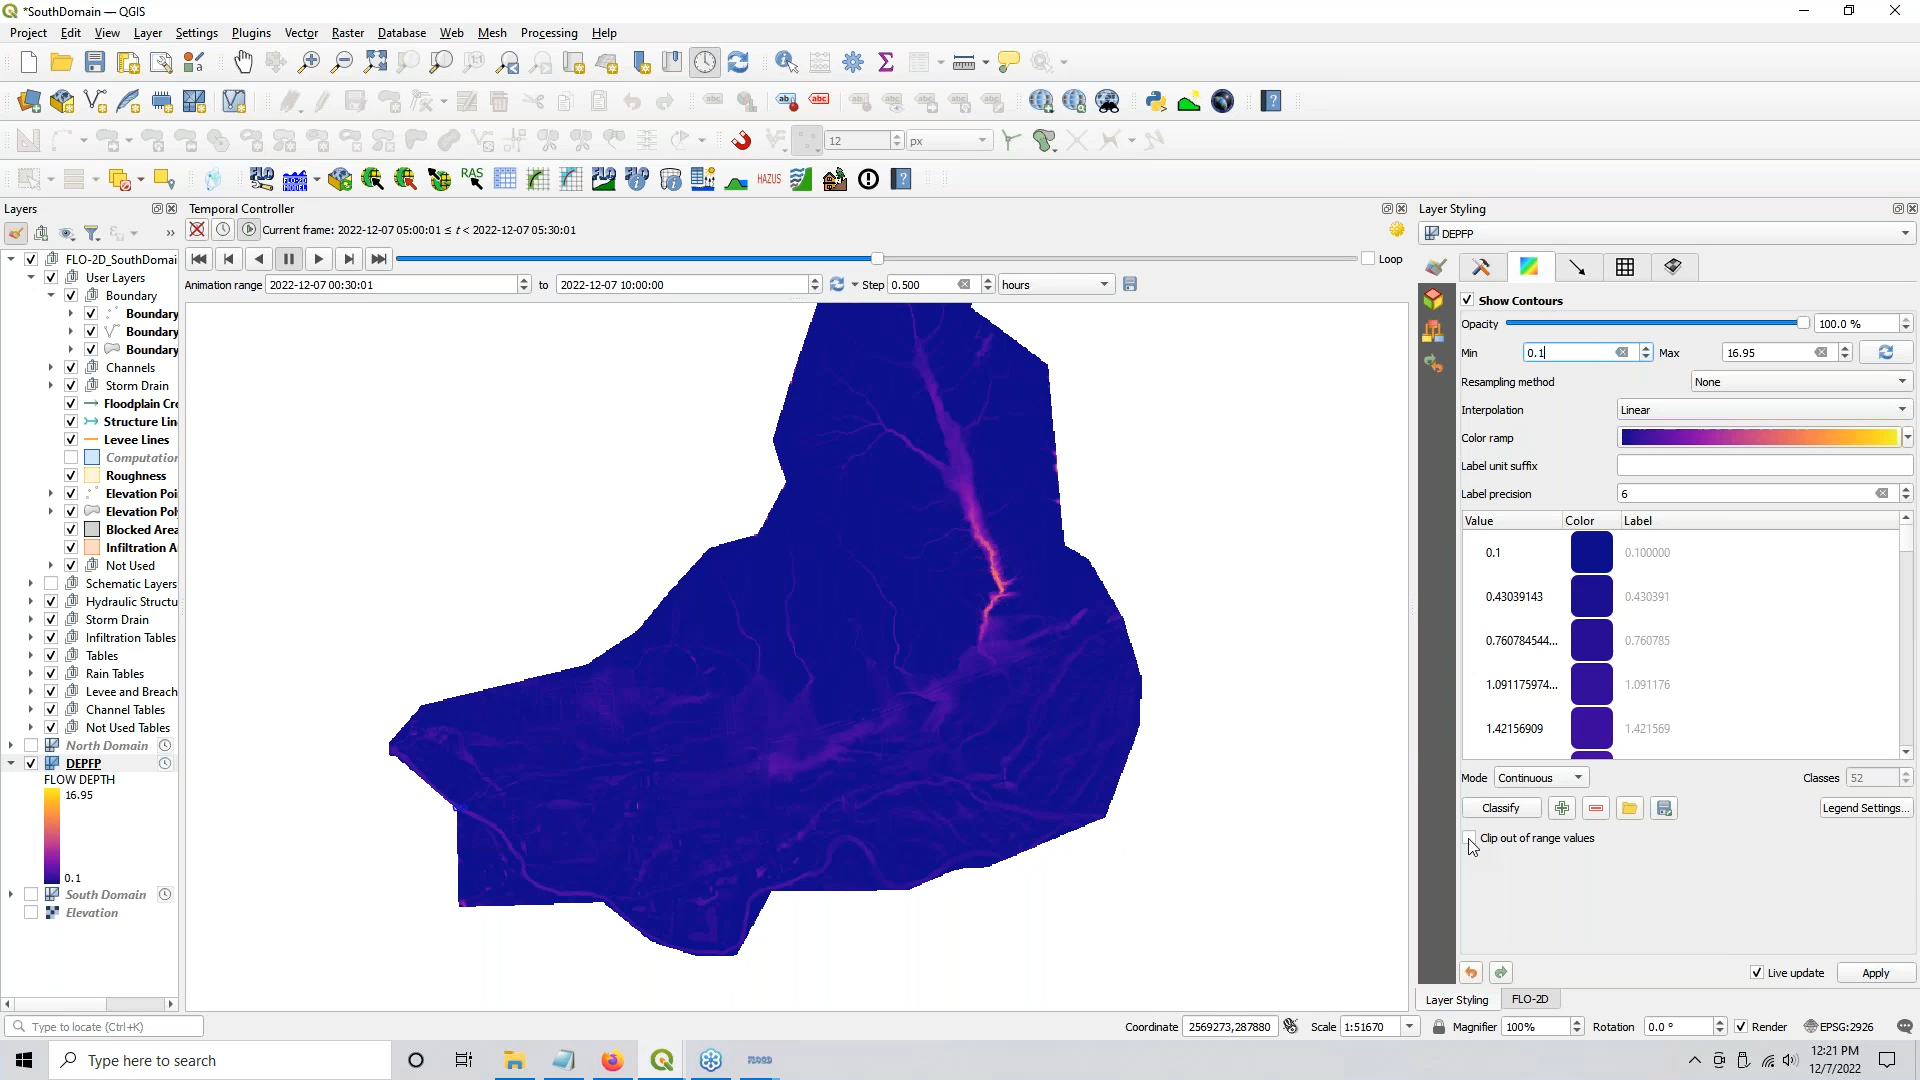 *SouthDomain — QGIS
Project Edit View Layer Settings Plugins Vector Raster Database Web Mesh Processing Help
12 px
RAS HAZUS
Layers
Temporal Controller
Layer Styling
Current frame: 2022-12-07 05:00:01 ≤ t < 2022-12-07 05:30:01
DEPFP
Loop
Animation range 2022-12-07 00:30:01 to 2022-12-07 10:00:00 Step 0.500 hours
FLO-2D_SouthDomai
User Layers
Boundary
Boundary
Boundary
Boundary
Channels
Storm Drain
Floodplain Cr
Structure Lin
Levee Lines
Computation
Roughness
Elevation Poi
Elevation Pol
Blocked Area
Infiltration A
Not Used
Schematic Layers
Hydraulic Structu
Storm Drain
Infiltration Tables
Tables
Rain Tables
Levee and Breach
Channel Tables
Not Used Tables
North Domain
DEPFP
FLOW DEPTH
16.95
0.1
South Domain
Elevation
Show Contours
Opacity 100.0 %
Min 0.1 Max 16.95
Resampling method None
Interpolation Linear
Color ramp
Label unit suffix
Label precision 6
Value Color Label
0.1 0.100000
0.43039143 0.430391
0.760784544... 0.760785
1.091175974... 1.091176
1.42156909 1.421569
Mode Continuous Classes 52
Classify Legend Settings...
Clip out of range values
Live update Apply
Layer Styling FLO-2D
Type to locate (Ctrl+K) Coordinate 2569273,287880 Scale 1:51670 Magnifier 100% Rotation 0.0 ° Render EPSG:2926
Type here to search
12:21 PM
12/7/2022